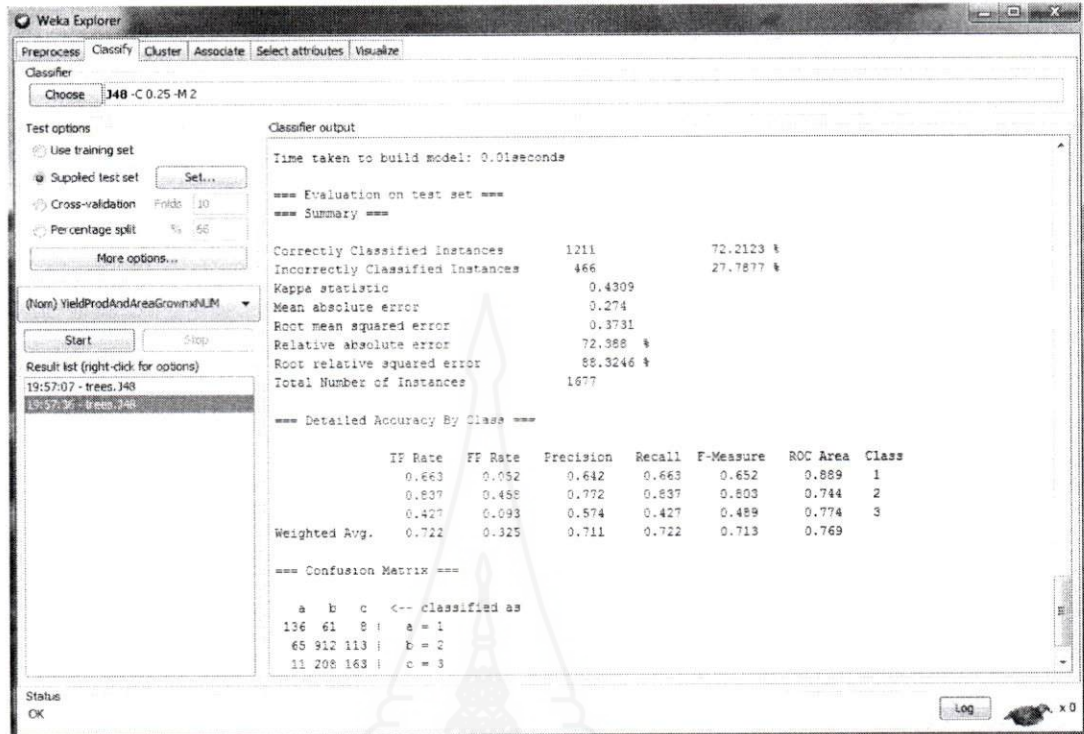 Weka Explorer
Preprocess Classify Cluster Associate Select attributes Visualize
Classifier
Choose J48 -C 0.25 -M 2
Test options
Use training set
Supplied test set Set...
Cross-validation Folds 10
Percentage split % 66
More options...
(Nom) YieldProdAndAreaGrownxNUM
Start Stop
Result list (right-click for options)
19:57:07 - trees.J48
19:57:36 - trees.J48
Classifier output
Time taken to build model: 0.01seconds
=== Evaluation on test set ===
=== Summary ===
Correctly Classified Instances 1211 72.2123 %
Incorrectly Classified Instances 466 27.7877 %
Kappa statistic 0.4309
Mean absolute error 0.274
Root mean squared error 0.3731
Relative absolute error 72.388 %
Root relative squared error 88.3246 %
Total Number of Instances 1677
=== Detailed Accuracy By Class ===
TP Rate FP Rate Precision Recall F-Measure ROC Area Class
0.663 0.052 0.642 0.663 0.652 0.889 1
0.837 0.458 0.772 0.837 0.803 0.744 2
0.427 0.093 0.574 0.427 0.489 0.774 3
Weighted Avg. 0.722 0.325 0.711 0.722 0.713 0.769
=== Confusion Matrix ===
a b c <-- classified as
136 61 8 | a = 1
65 912 113 | b = 2
11 208 163 | c = 3
Status
OK
Log x 0